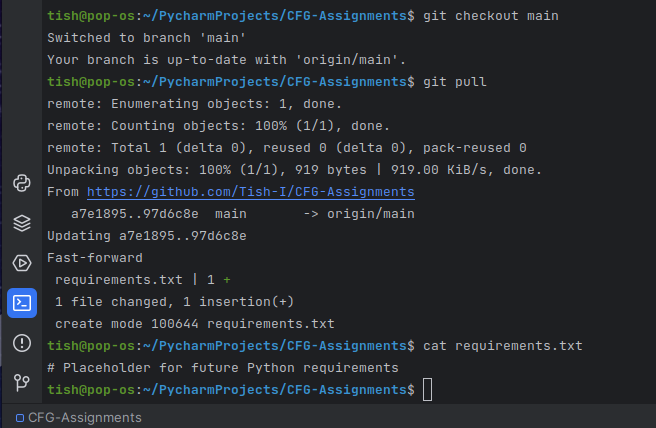 tish@pop-os:~/PycharmProjects/CFG-Assignments$ git checkout main
Switched to branch 'main'
Your branch is up-to-date with 'origin/main'.
tish@pop-os:~/PycharmProjects/CFG-Assignments$ git pull
remote: Enumerating objects: 1, done.
remote: Counting objects: 100% (1/1), done.
remote: Total 1 (delta 0), reused 0 (delta 0), pack-reused 0
Unpacking objects: 100% (1/1), 919 bytes | 919.00 KiB/s, done.
From https://github.com/Tish-I/CFG-Assignments
   a7e1895..97d6c8e  main       -> origin/main
Updating a7e1895..97d6c8e
Fast-forward
 requirements.txt | 1 +
 1 file changed, 1 insertion(+)
 create mode 100644 requirements.txt
tish@pop-os:~/PycharmProjects/CFG-Assignments$ cat requirements.txt
# Placeholder for future Python requirements
tish@pop-os:~/PycharmProjects/CFG-Assignments$
CFG-Assignments